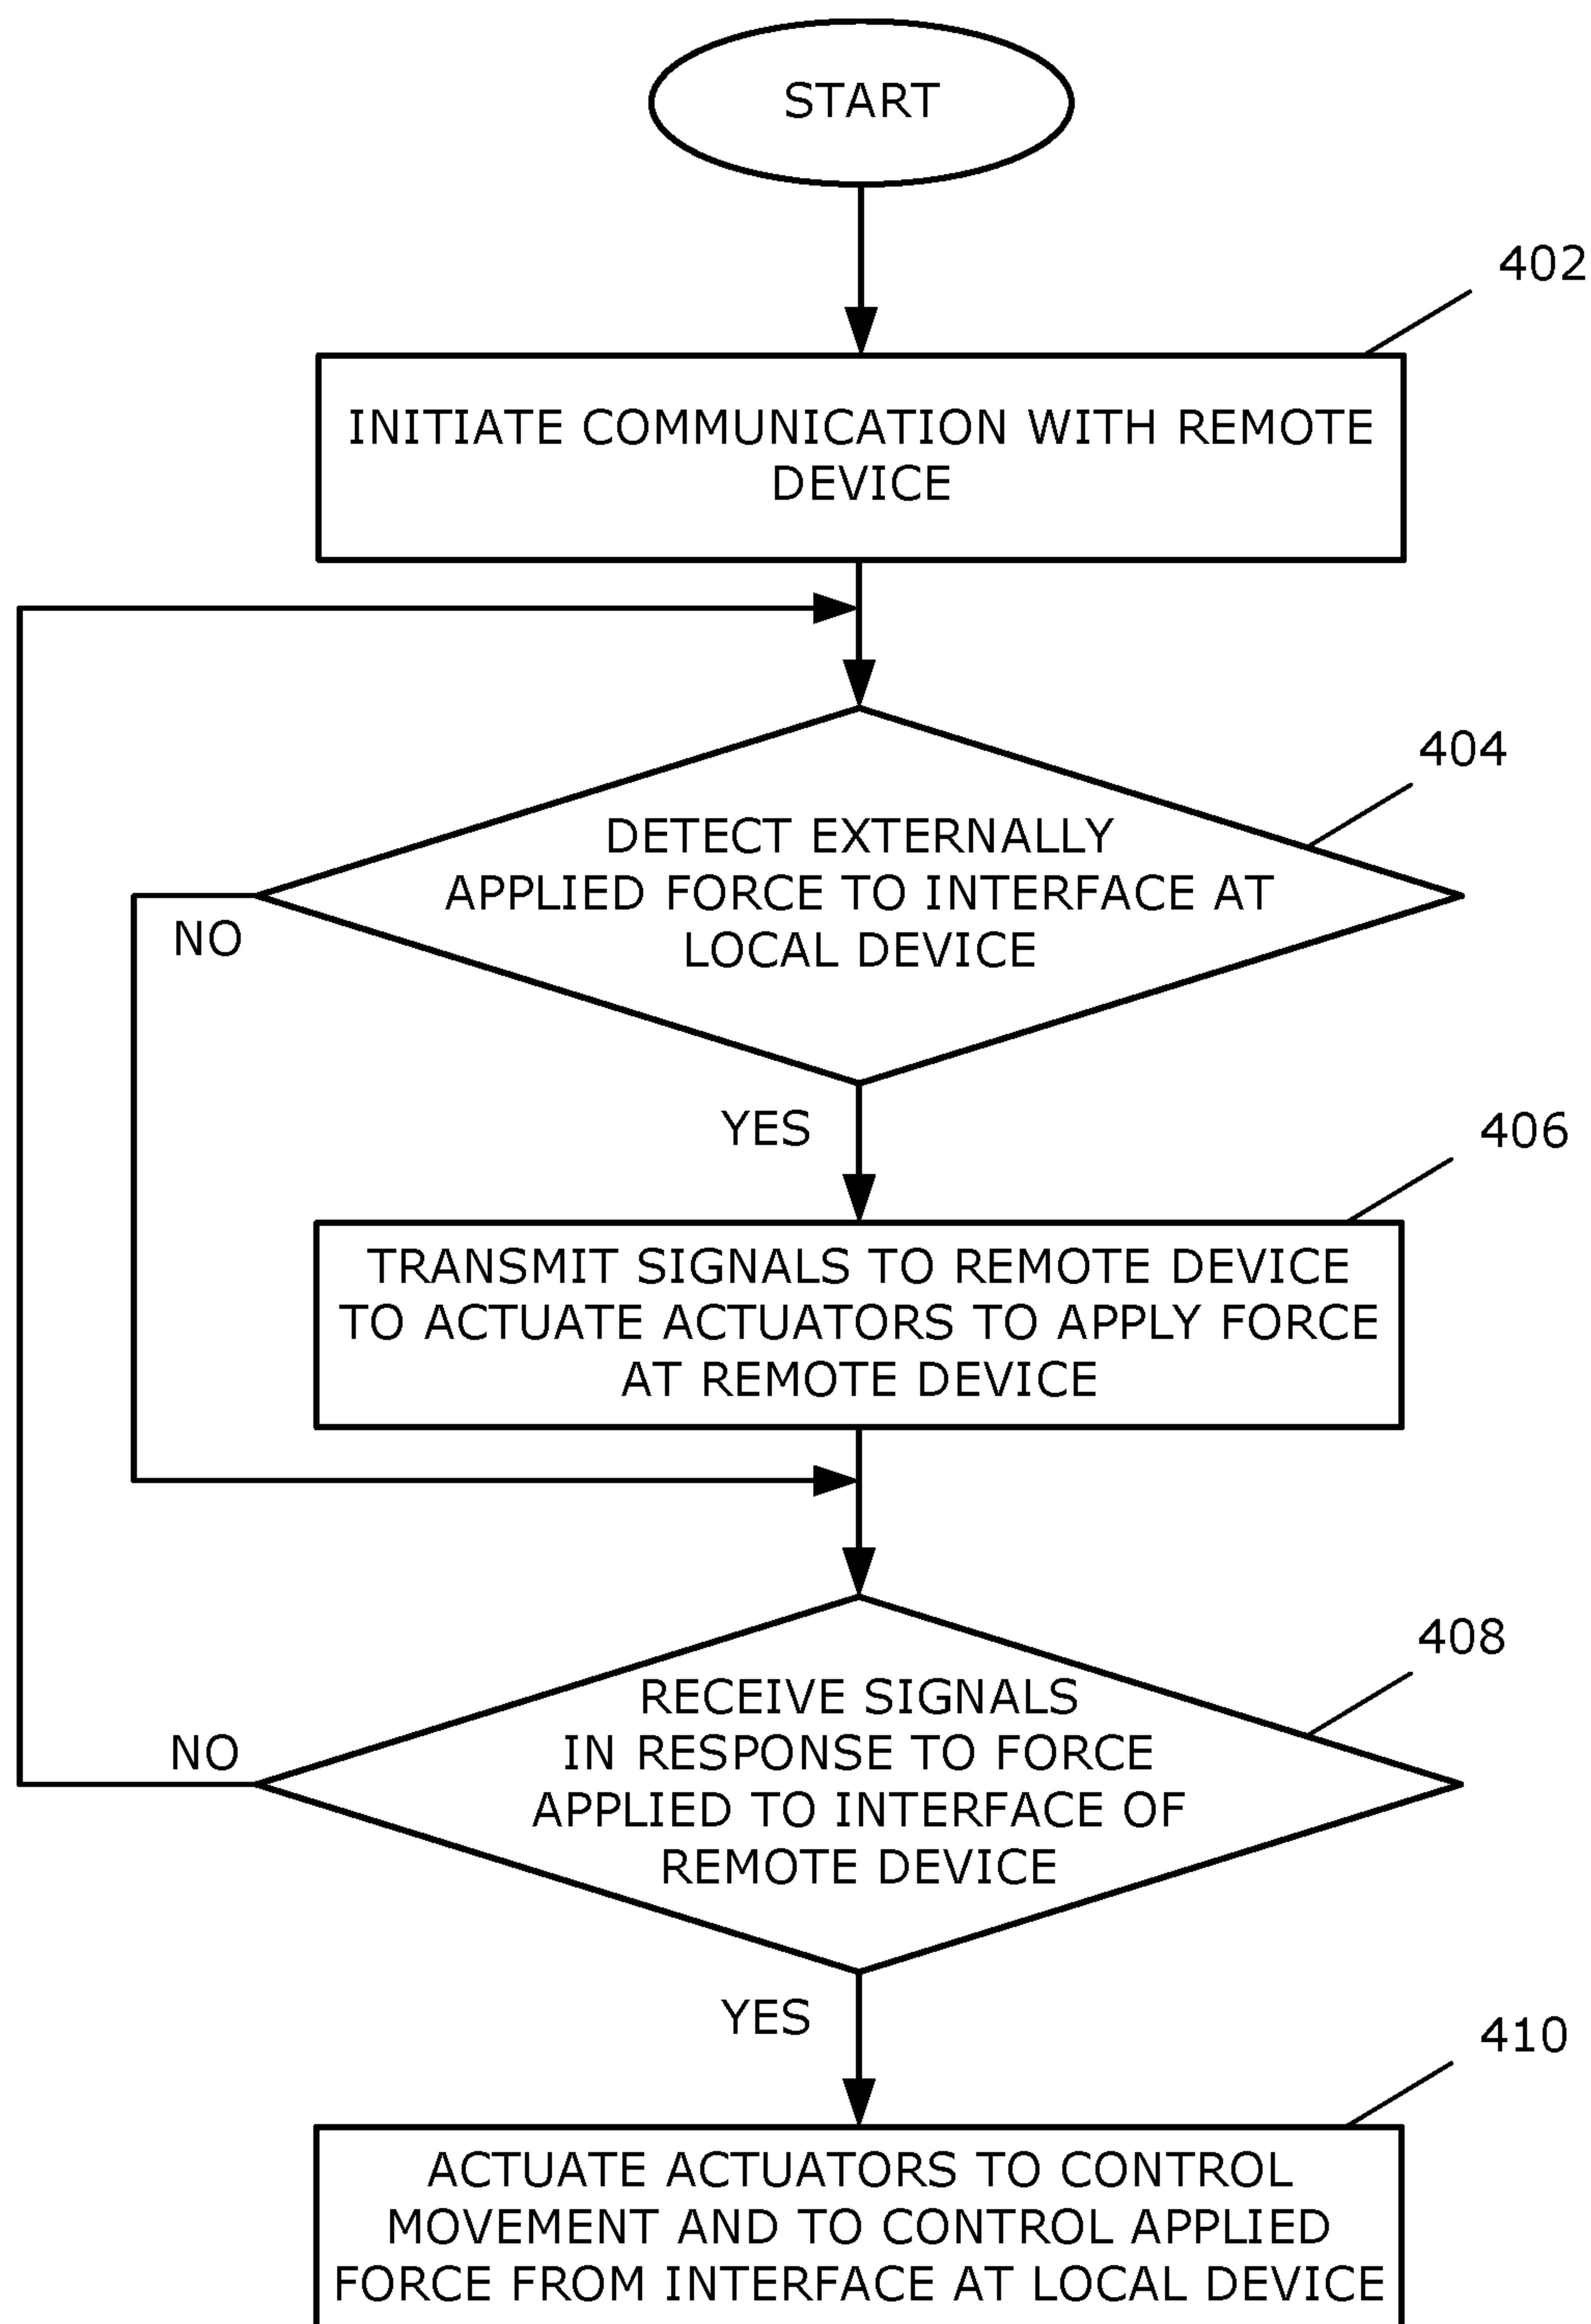 START
402
INITIATE COMMUNICATION WITH REMOTE
DEVICE
404
DETECT EXTERNALLY
APPLIED FORCE TO INTERFACE AT
LOCAL DEVICE
NO
YES
406
TRANSMIT SIGNALS TO REMOTE DEVICE
TO ACTUATE ACTUATORS TO APPLY FORCE
AT REMOTE DEVICE
408
RECEIVE SIGNALS
IN RESPONSE TO FORCE
APPLIED TO INTERFACE OF
REMOTE DEVICE
NO
YES
410
ACTUATE ACTUATORS TO CONTROL
MOVEMENT AND TO CONTROL APPLIED
FORCE FROM INTERFACE AT LOCAL DEVICE